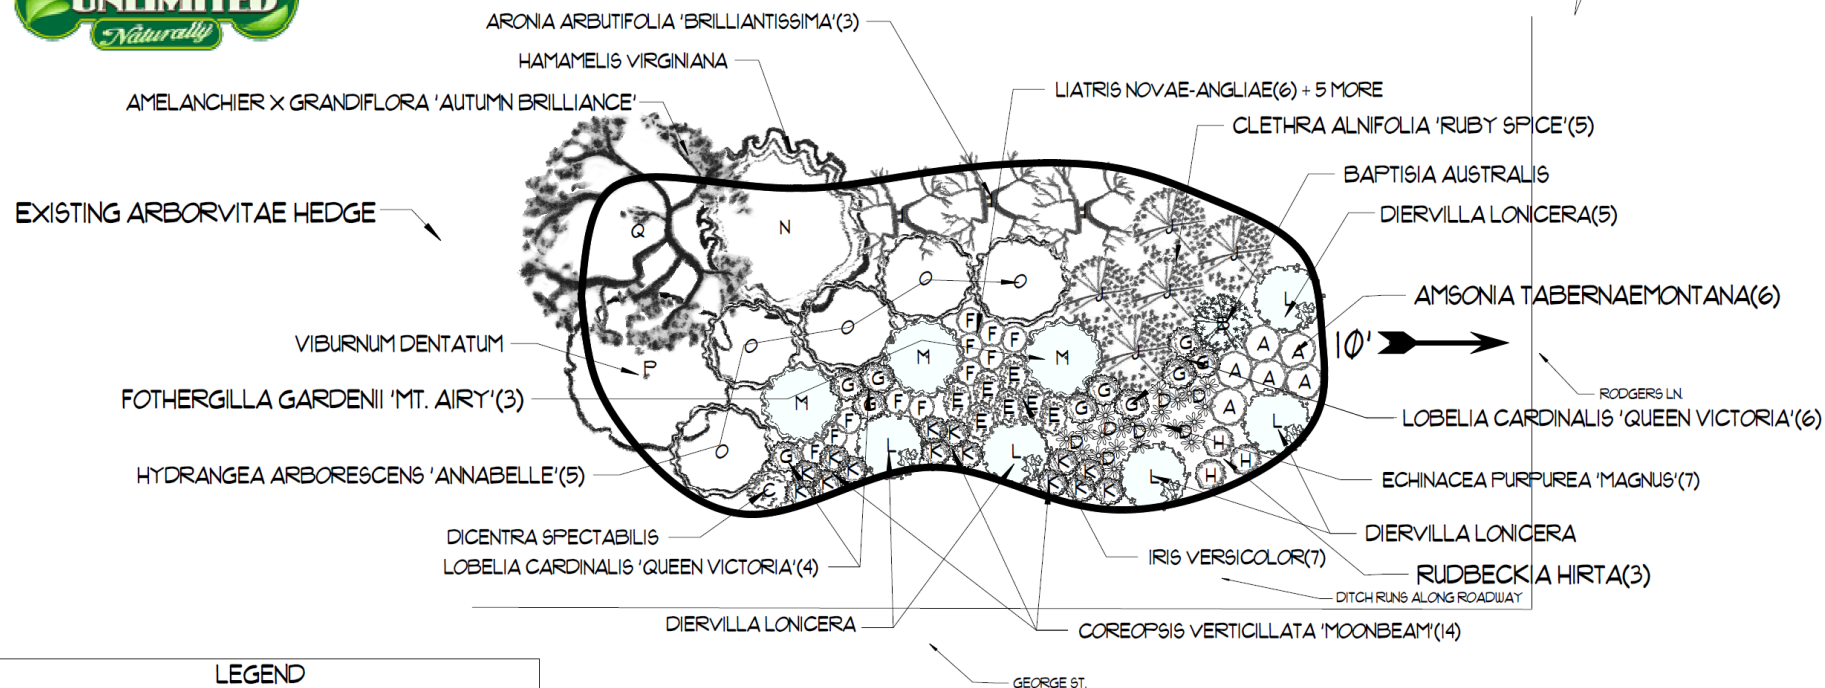 UNLIMITED
Naturally
ARONIA ARBUTIFOLIA 'BRILLIANTISSIMA'(3)
HAMAMELIS VIRGINIANA
AMELANCHIER X GRANDIFLORA 'AUTUMN BRILLIANCE'
LIATRIS NOVAE-ANGLIAE(6) + 5 MORE
CLETHRA ALNIFOLIA 'RUBY SPICE'(5)
BAPTISIA AUSTRALIS
EXISTING ARBORVITAE HEDGE
DIERVILLA LONICERA(5)
AMSONIA TABERNAEMONTANA(6)
VIBURNUM DENTATUM
10'
RODGERS LN.
FOTHERGILLA GARDENII 'MT. AIRY'(3)
LOBELIA CARDINALIS 'QUEEN VICTORIA'(6)
HYDRANGEA ARBORESCENS 'ANNABELLE'(5)
ECHINACEA PURPUREA 'MAGNUS'(7)
DICENTRA SPECTABILIS
DIERVILLA LONICERA
LOBELIA CARDINALIS 'QUEEN VICTORIA'(4)
IRIS VERSICOLOR(7)
RUDBECKIA HIRTA(3)
DITCH RUNS ALONG ROADWAY
DIERVILLA LONICERA
COREOPSIS VERTICILLATA 'MOONBEAM'(14)
LEGEND
GEORGE ST.
Q
N
J
J
O O
L
J J
B
O O
F F F
M M
J
G A A
P
F F
G
F E G A A A
M G G
G F F E E E E G G D D A
O
F
K K
E
D D D
L
H
F
G K K
L
K K
L
K D
H
C K K
K K K
L
H